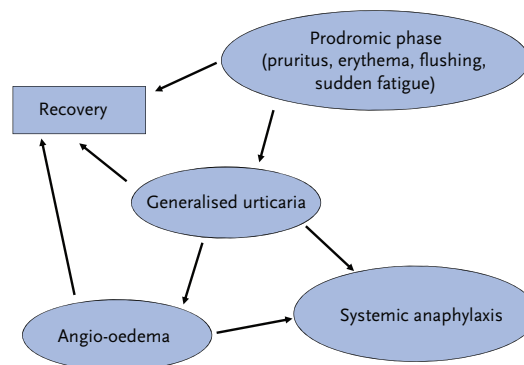 Prodromic phase
(pruritus, erythema, flushing,
sudden fatigue)
Recovery
Generalised urticaria
Systemic anaphylaxis
Angio-oedema